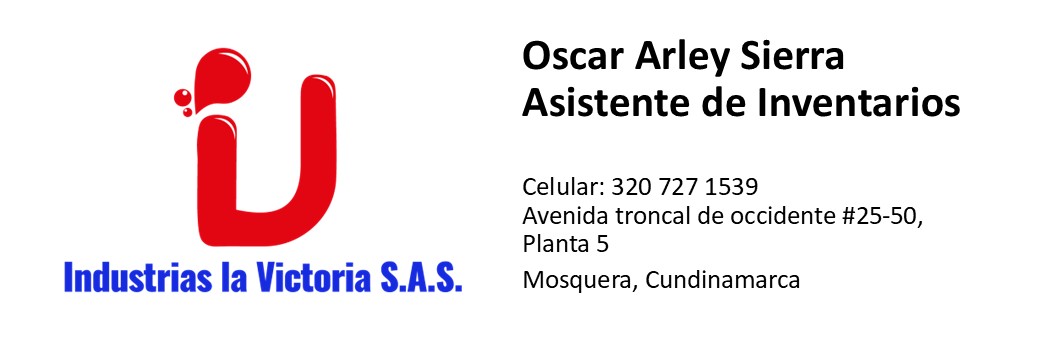 Oscar Arley Sierra
Asistente de Inventarios
Celular: 320 727 1539
Avenida troncal de occidente #25-50,
Planta 5
Mosquera, Cundinamarca
Industrias la Victoria S.A.S.